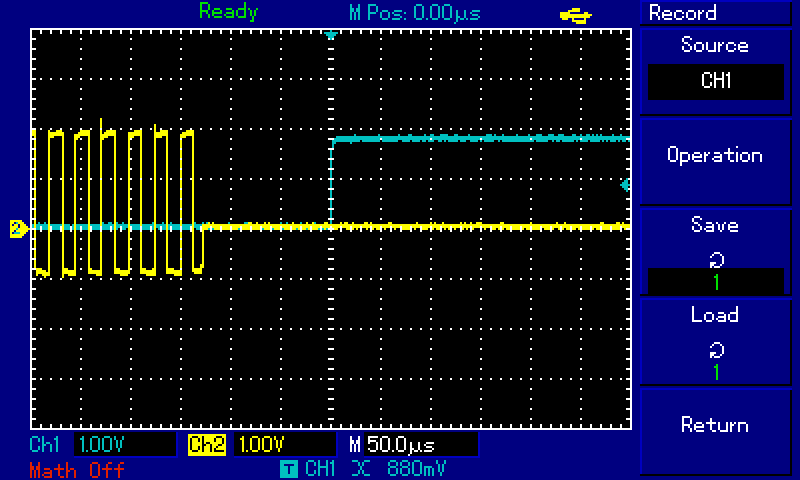 Ready M Pos: 0.00µs Record
Source
CH1
Operation
2
Save
1
Load
1
Return
Ch1 1.00V Ch2 1.00V M 50.0µs
Math Off T CH1 X 880mV